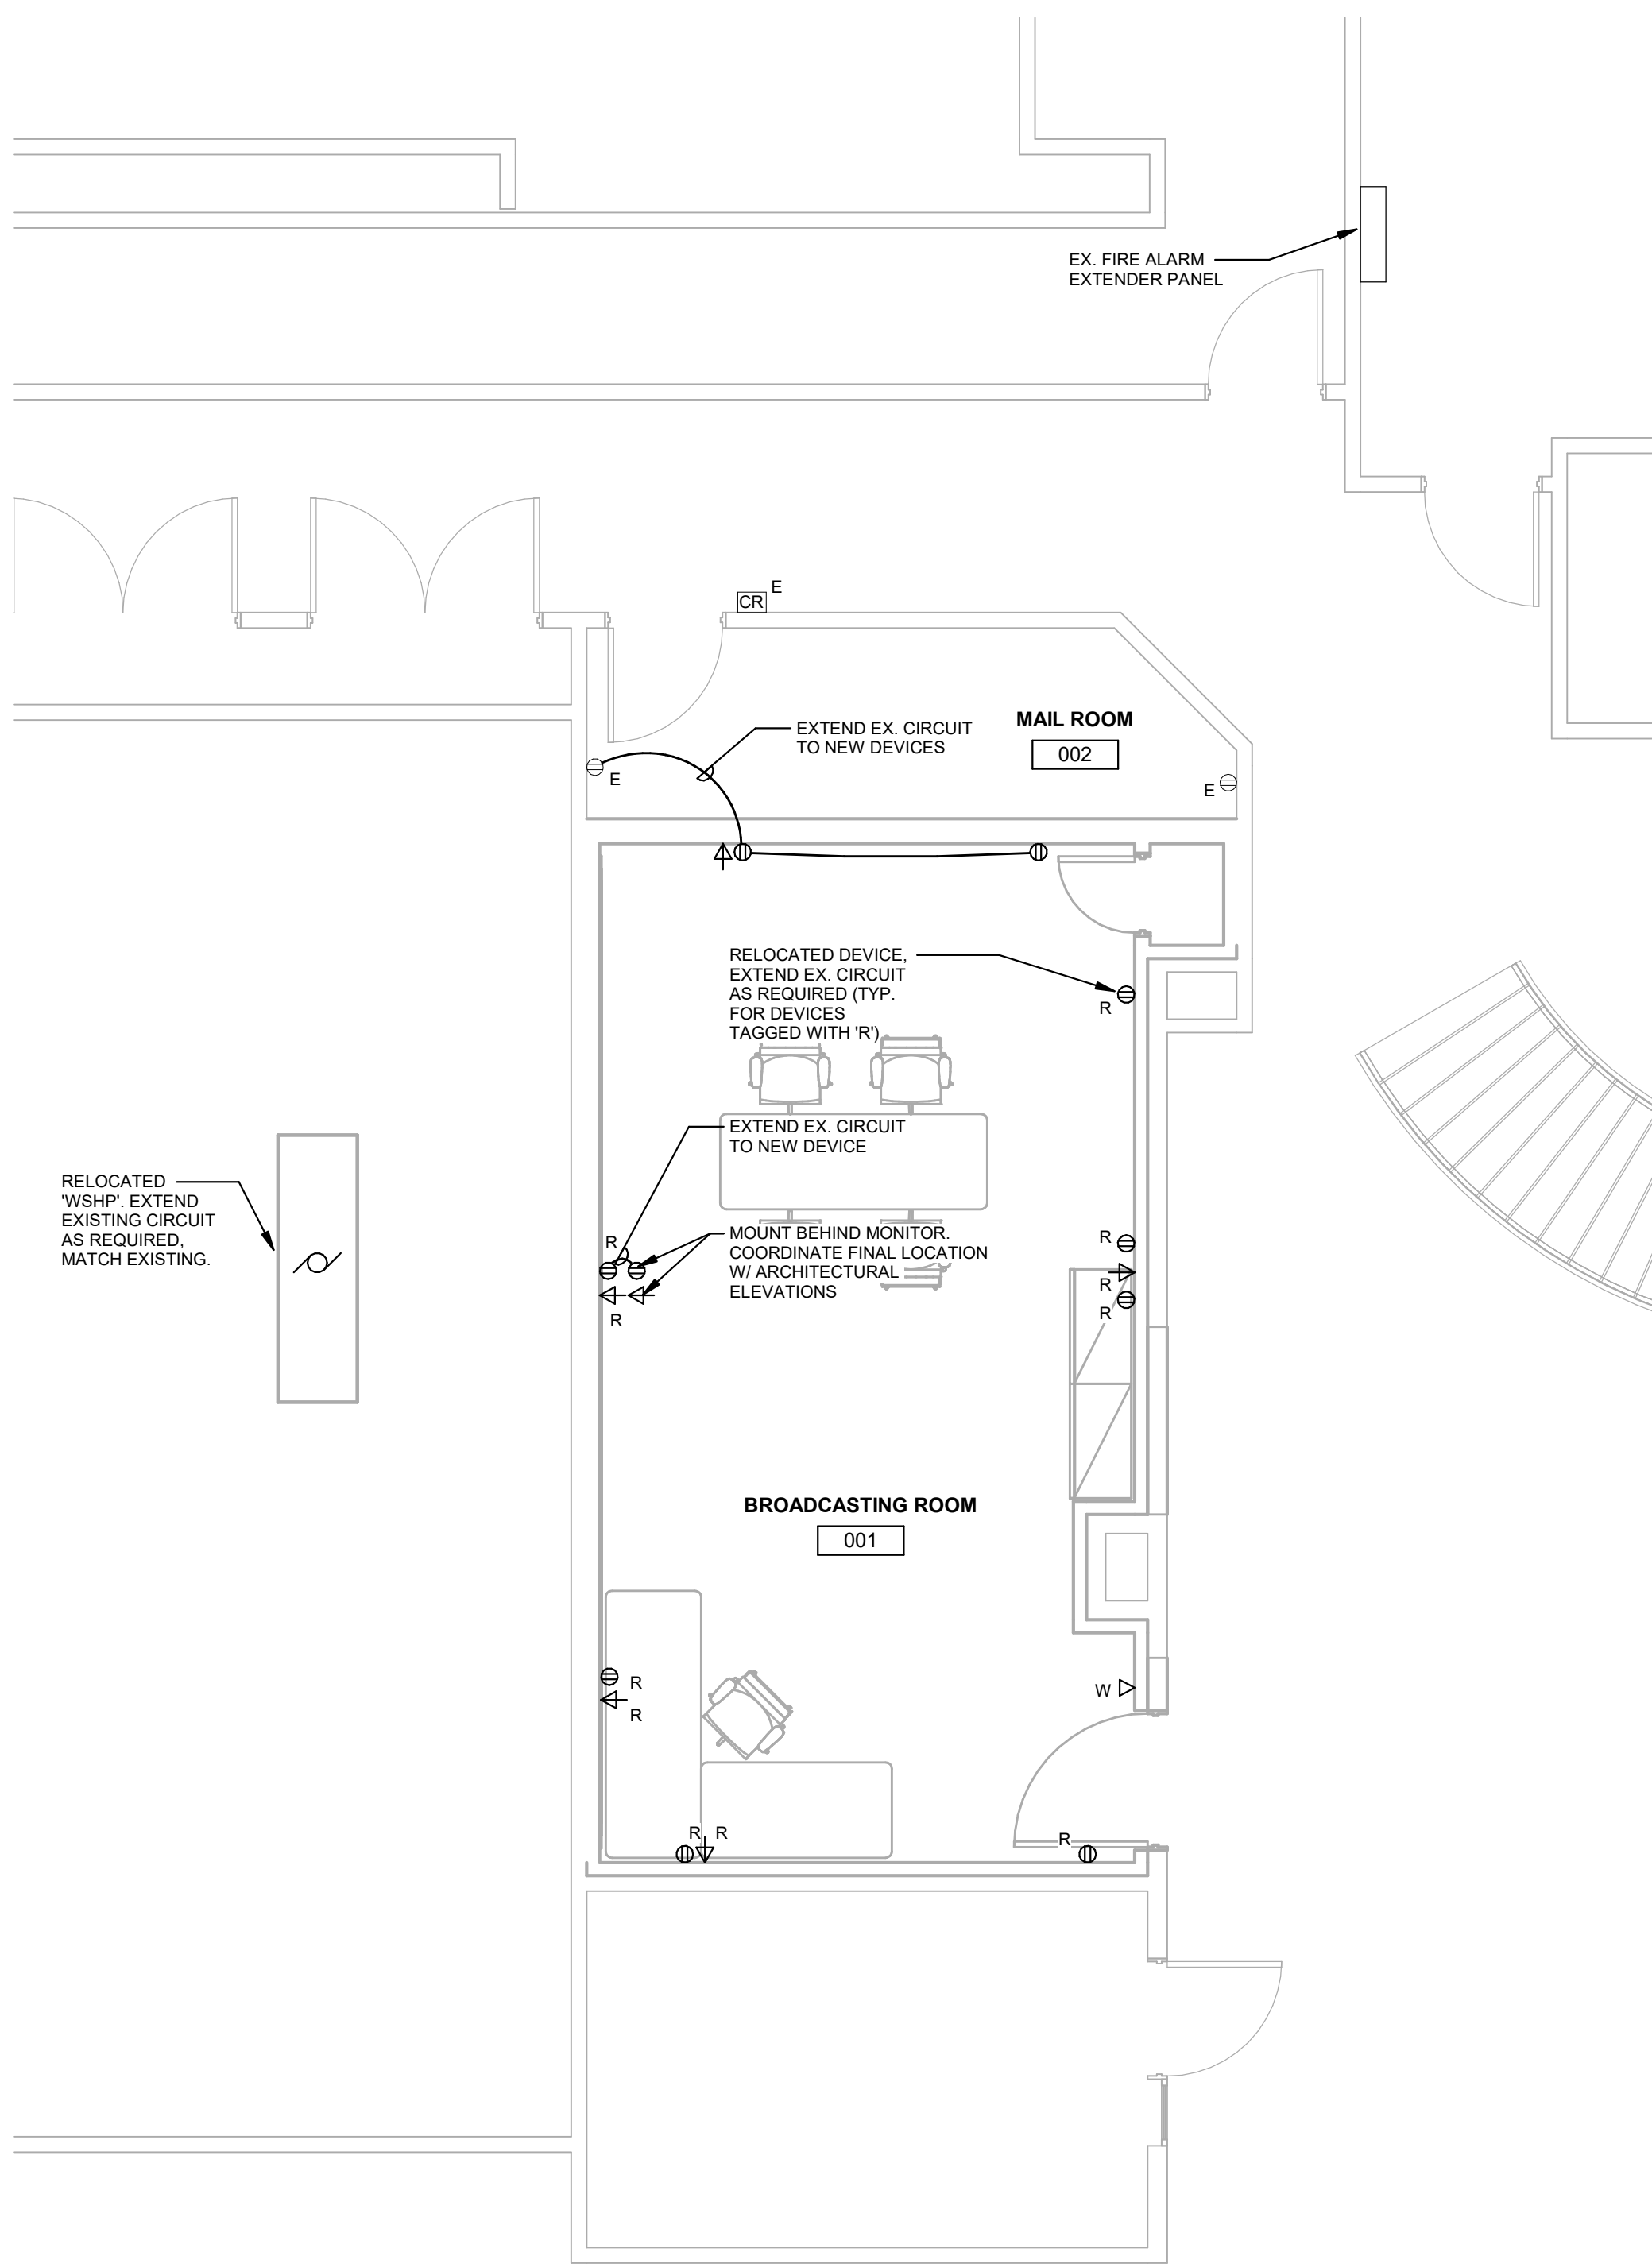 EX. FIRE ALARM
EXTENDER PANEL
E
CR
EXTEND EX. CIRCUIT
TO NEW DEVICES
MAIL ROOM
002
E
E
RELOCATED DEVICE,
EXTEND EX. CIRCUIT
AS REQUIRED (TYP.
FOR DEVICES
TAGGED WITH 'R')
R
EXTEND EX. CIRCUIT
TO NEW DEVICE
RELOCATED
'WSHP'. EXTEND
EXISTING CIRCUIT
AS REQUIRED,
MATCH EXISTING.
R
MOUNT BEHIND MONITOR.
COORDINATE FINAL LOCATION
W/ ARCHITECTURAL
ELEVATIONS
R
R
R
R
BROADCASTING ROOM
001
R
R
W
R R
R